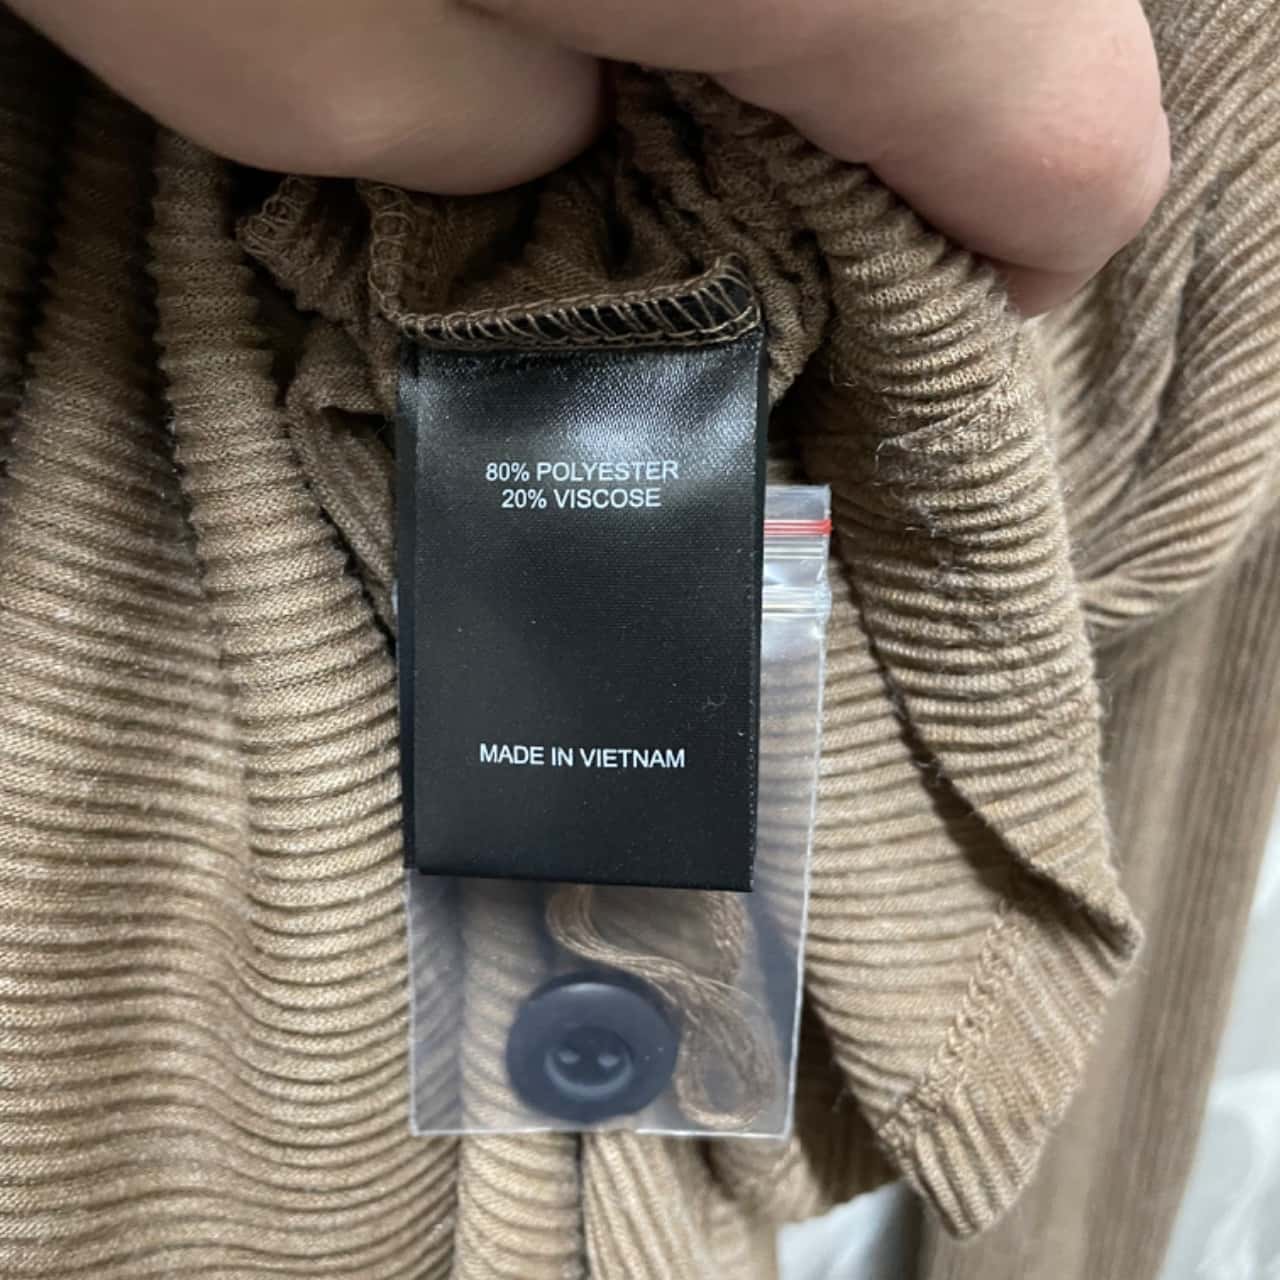 80% POLYESTER
20% VISCOSE
MADE IN VIETNAM